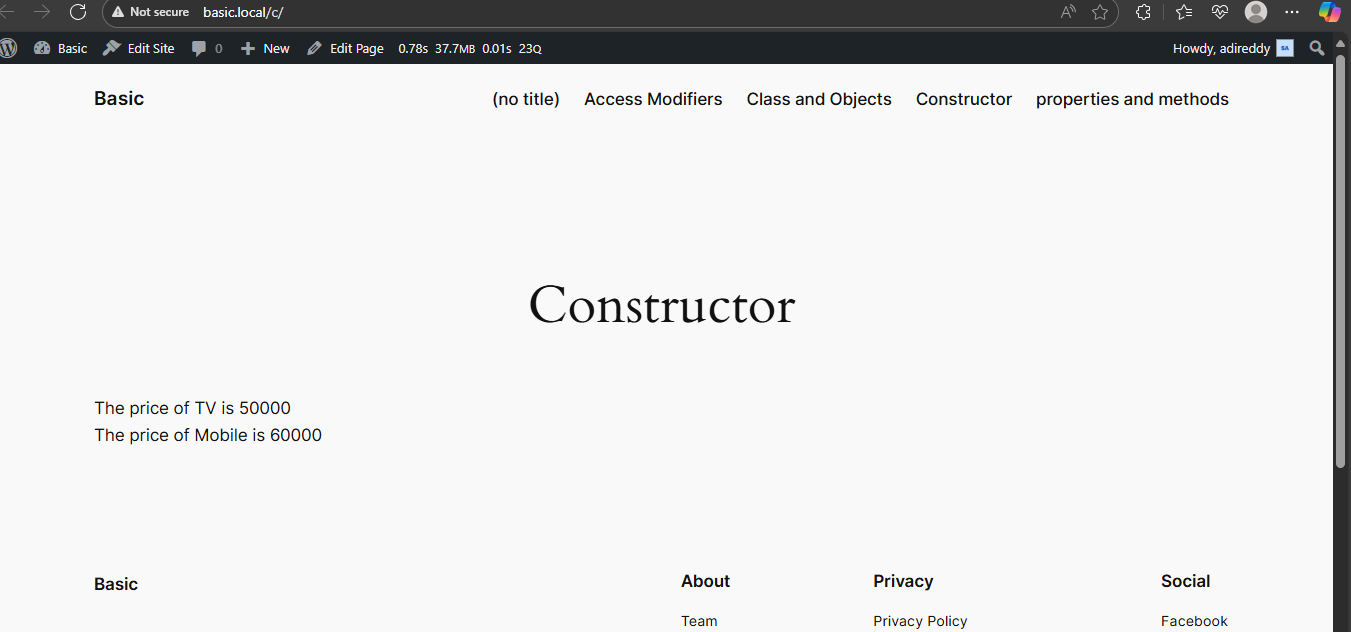 Not secure basic.local/c/
Basic Edit Site 0 New Edit Page 0.78s 37.7MB 0.01s 23Q Howdy, adireddy SA
Basic (no title) Access Modifiers Class and Objects Constructor properties and methods
Constructor
The price of TV is 50000
The price of Mobile is 60000
Basic About Privacy Social
Team Privacy Policy Facebook